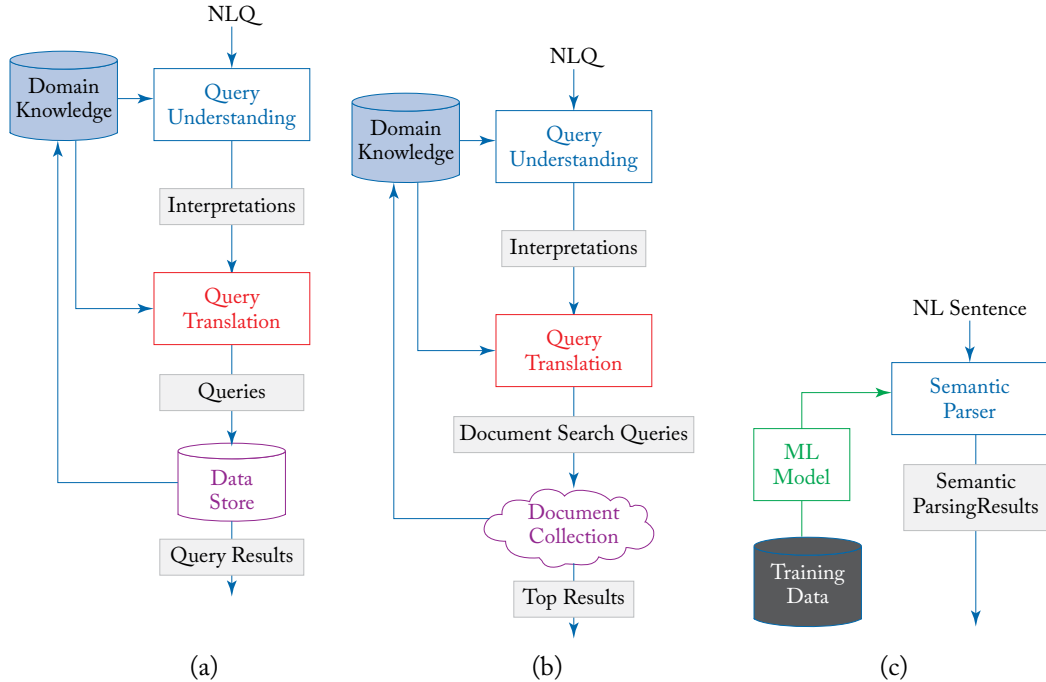 NLQ
Domain
Knowledge
Query
Understanding
Interpretations
Query
Translation
Queries
Data
Store
Query Results
(a)
NLQ
Domain
Knowledge
Query
Understanding
Interpretations
Query
Translation
Document Search Queries
Document
Collection
Top Results
(b)
NL Sentence
Semantic
Parser
ML
Model
Semantic
ParsingResults
Training
Data
(c)